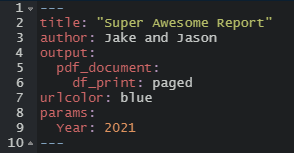 1 ---
2 title: "Super Awesome Report"
3 author: Jake and Jason
4 output:
5   pdf_document:
6     df_print: paged
7 urlcolor: blue
8 params:
9   Year: 2021
10 ---